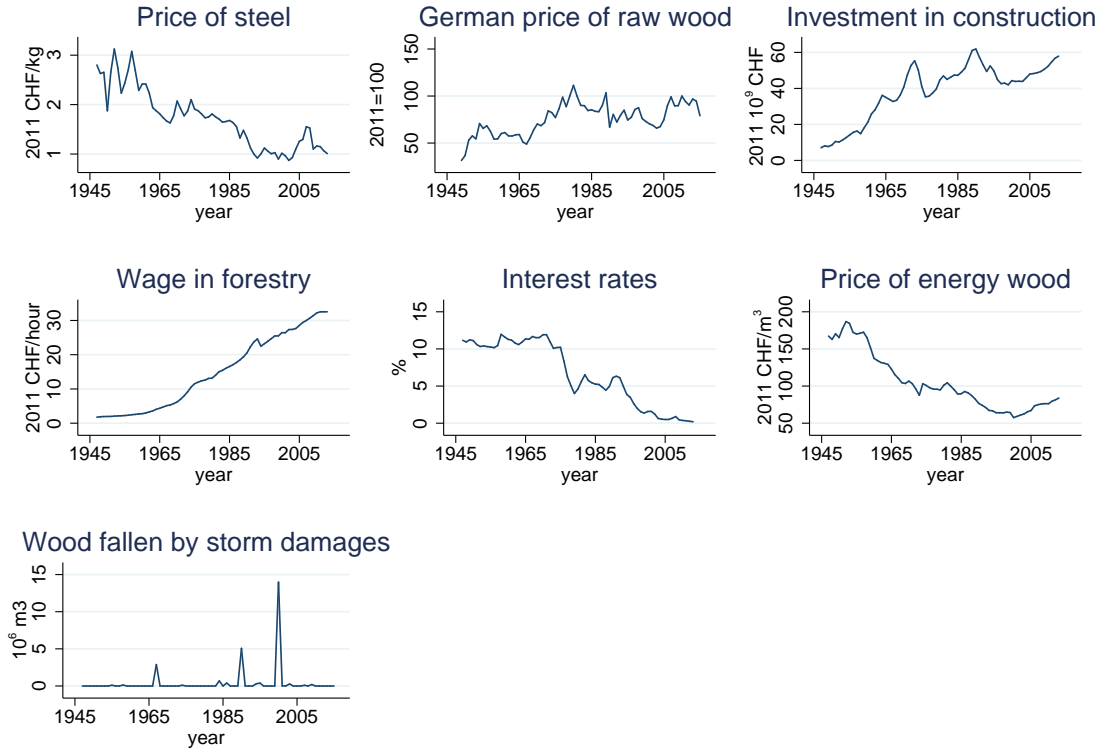 Price of steel
2011 CHF/kg
3
2
1
1945 1965 1985 2005
year
German price of raw wood
2011=100
150
100
50
1945 1965 1985 2005
year
Investment in construction
2011 10⁹ CHF
60
40
20
0
1945 1965 1985 2005
year
Wage in forestry
2011 CHF/hour
30
20
10
0
1945 1965 1985 2005
year
Interest rates
%
15
10
5
0
1945 1965 1985 2005
year
Price of energy wood
2011 CHF/m³
200
150
100
50
1945 1965 1985 2005
year
Wood fallen by storm damages
10⁶ m3
15
10
5
0
1945 1965 1985 2005
year